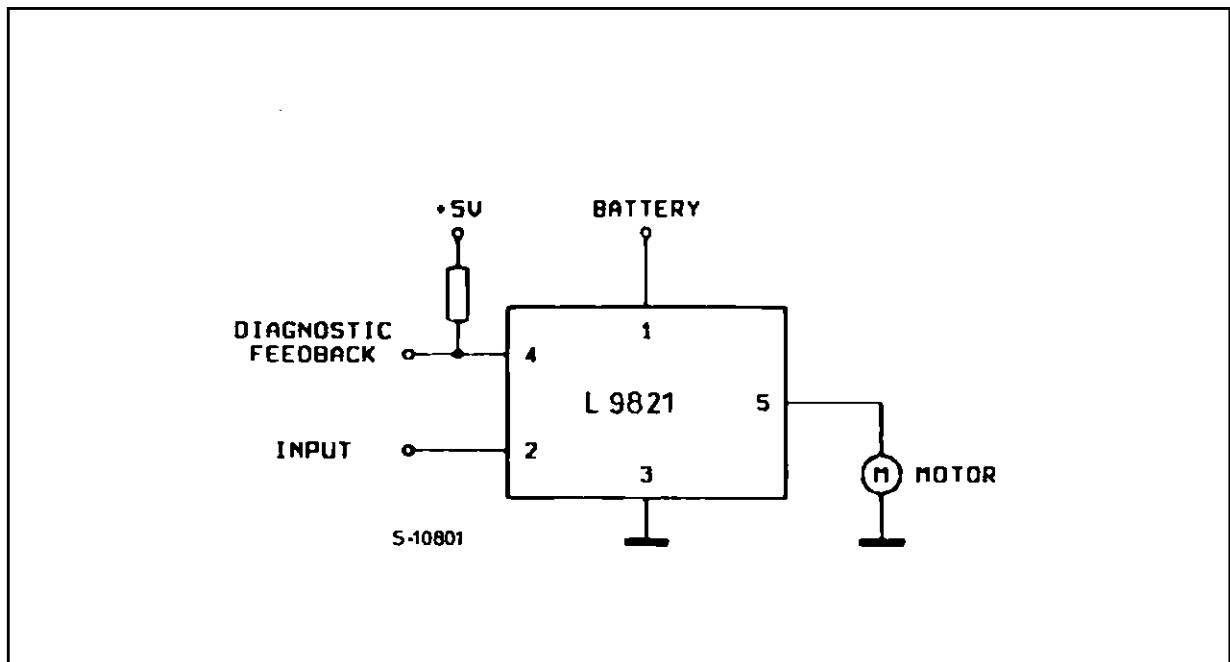 +5V
BATTERY
DIAGNOSTIC
FEEDBACK
4
1
L 9821
5
INPUT
2
3
M
MOTOR
S-10801